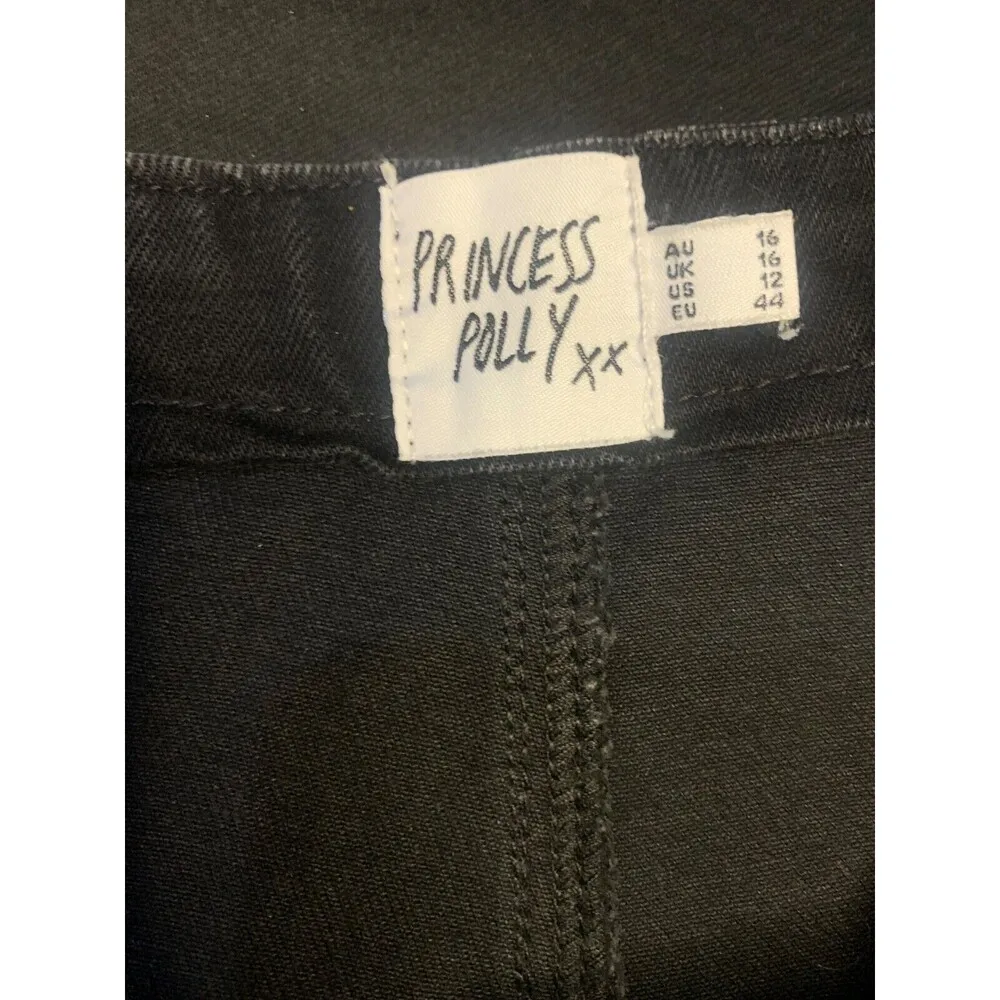 PRINCESS
POLLY xx
AU 16
UK 16
US 12
EU 44